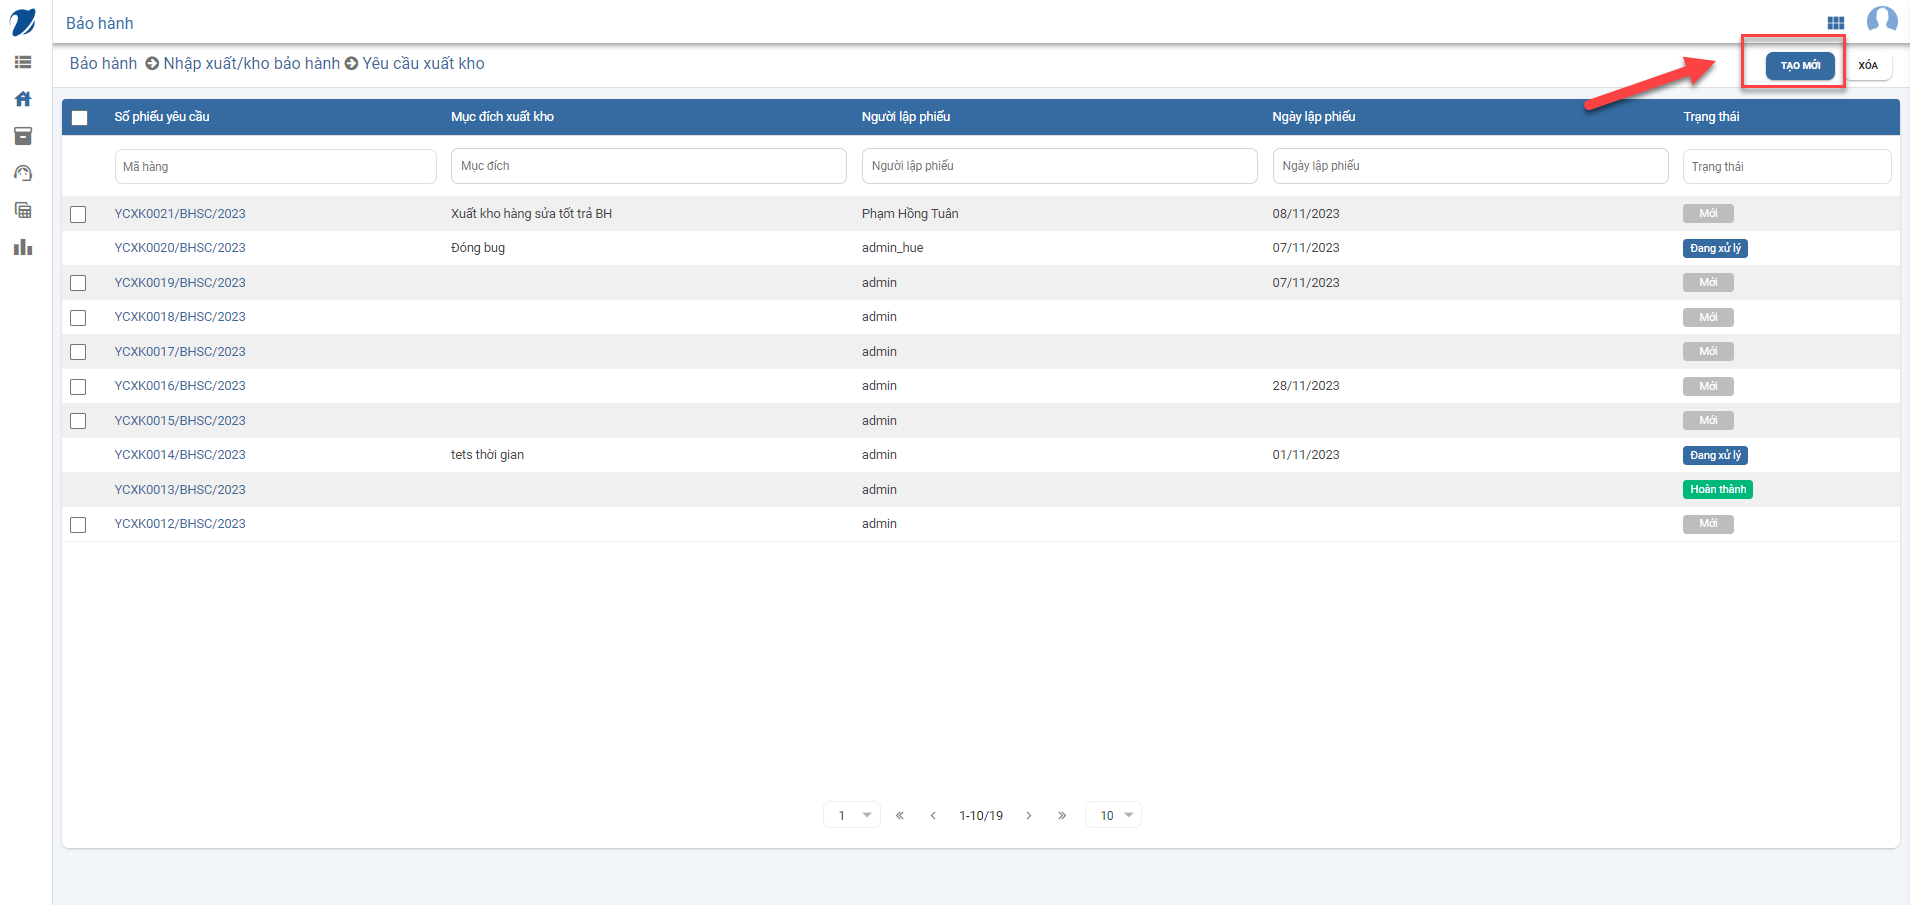 Bảo hành
Bảo hành Nhập xuất/kho bảo hành Yêu cầu xuất kho
TẠO MỚI XÓA
Số phiếu yêu cầu Mục đích xuất kho Người lập phiếu Ngày lập phiếu Trạng thái
Mã hàng Mục đích Người lập phiếu Ngày lập phiếu Trạng thái
YCXK0021/BHSC/2023 Xuất kho hàng sửa tốt trả BH Phạm Hồng Tuân 08/11/2023 Mới
YCXK0020/BHSC/2023 Đóng bug admin_hue 07/11/2023 Đang xử lý
YCXK0019/BHSC/2023 admin 07/11/2023 Mới
YCXK0018/BHSC/2023 admin Mới
YCXK0017/BHSC/2023 admin Mới
YCXK0016/BHSC/2023 admin 28/11/2023 Mới
YCXK0015/BHSC/2023 admin Mới
YCXK0014/BHSC/2023 tets thời gian admin 01/11/2023 Đang xử lý
YCXK0013/BHSC/2023 admin Hoàn thành
YCXK0012/BHSC/2023 admin Mới
1 « ‹ 1-10/19 › » 10